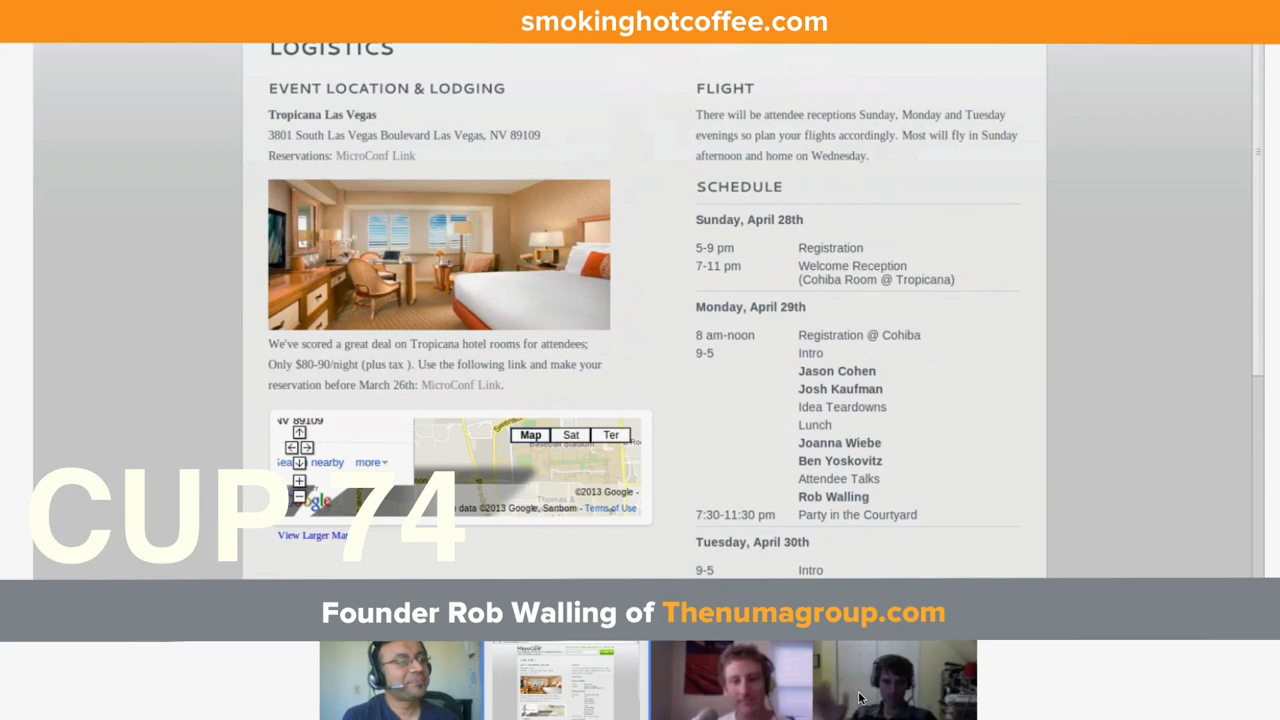 smokinghotcoffee.com
LOGISTICS
EVENT LOCATION & LODGING
Tropicana Las Vegas
3801 South Las Vegas Boulevard Las Vegas, NV 89109
Reservations: MicroConf Link
We've scored a great deal on Tropicana hotel rooms for attendees;
Only $80-90/night (plus tax ). Use the following link and make your
reservation before March 26th: MicroConf Link.
NV 89109
Map Sat Ter
nearby more
©2013 Google -
data ©2013 Google, Sanborn - Terms of Use
View Larger Map
CUP 74
FLIGHT
There will be attendee receptions Sunday, Monday and Tuesday
evenings so plan your flights accordingly. Most will fly in Sunday
afternoon and home on Wednesday.
SCHEDULE
Sunday, April 28th
5-9 pm Registration
7-11 pm Welcome Reception
(Cohiba Room @ Tropicana)
Monday, April 29th
8 am-noon Registration @ Cohiba
9-5 Intro
Jason Cohen
Josh Kaufman
Idea Teardowns
Lunch
Joanna Wiebe
Ben Yoskovitz
Attendee Talks
Rob Walling
7:30-11:30 pm Party in the Courtyard
Tuesday, April 30th
9-5 Intro
Founder Rob Walling of Thenumagroup.com